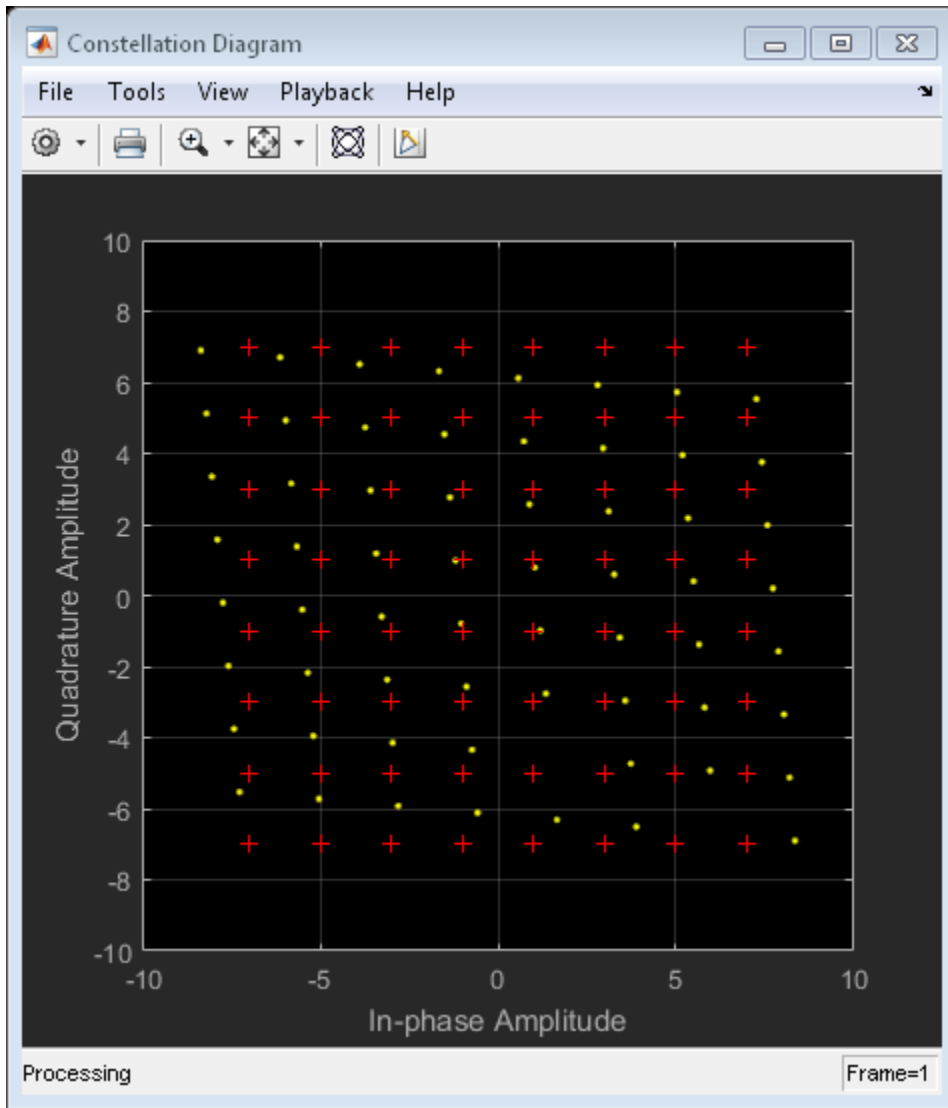 Constellation Diagram
File Tools View Playback Help
10
8
6
4
2
0
-2
-4
-6
-8
-10
Quadrature Amplitude
-10 -5 0 5 10
In-phase Amplitude
Processing Frame=1